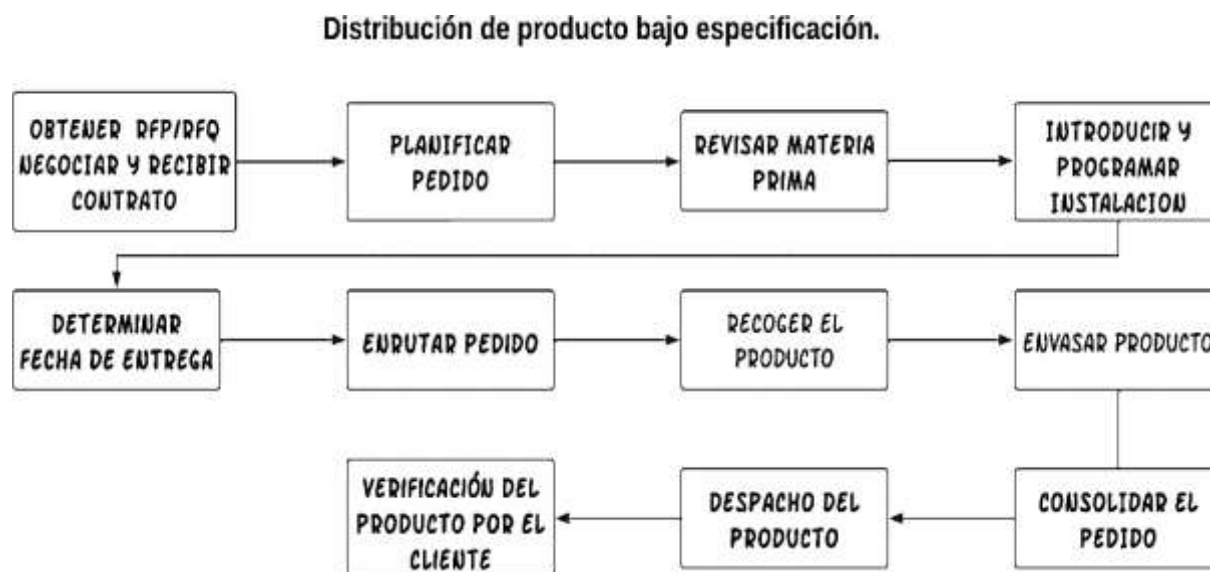 Distribución de producto bajo especificación.
OBTENER RFP/RFQ
NEGOCIAR Y RECIBIR
CONTRATO
PLANIFICAR
PEDIDO
REVISAR MATERIA
PRIMA
INTRODUCIR Y
PROGRAMAR
INSTALACION
DETERMINAR
FECHA DE ENTREGA
ENRUTAR PEDIDO
RECOGER EL
PRODUCTO
ENVASAR PRODUCTO
VERIFICACIÓN DEL
PRODUCTO POR EL
CLIENTE
DESPACHO DEL
PRODUCTO
CONSOLIDAR EL
PEDIDO